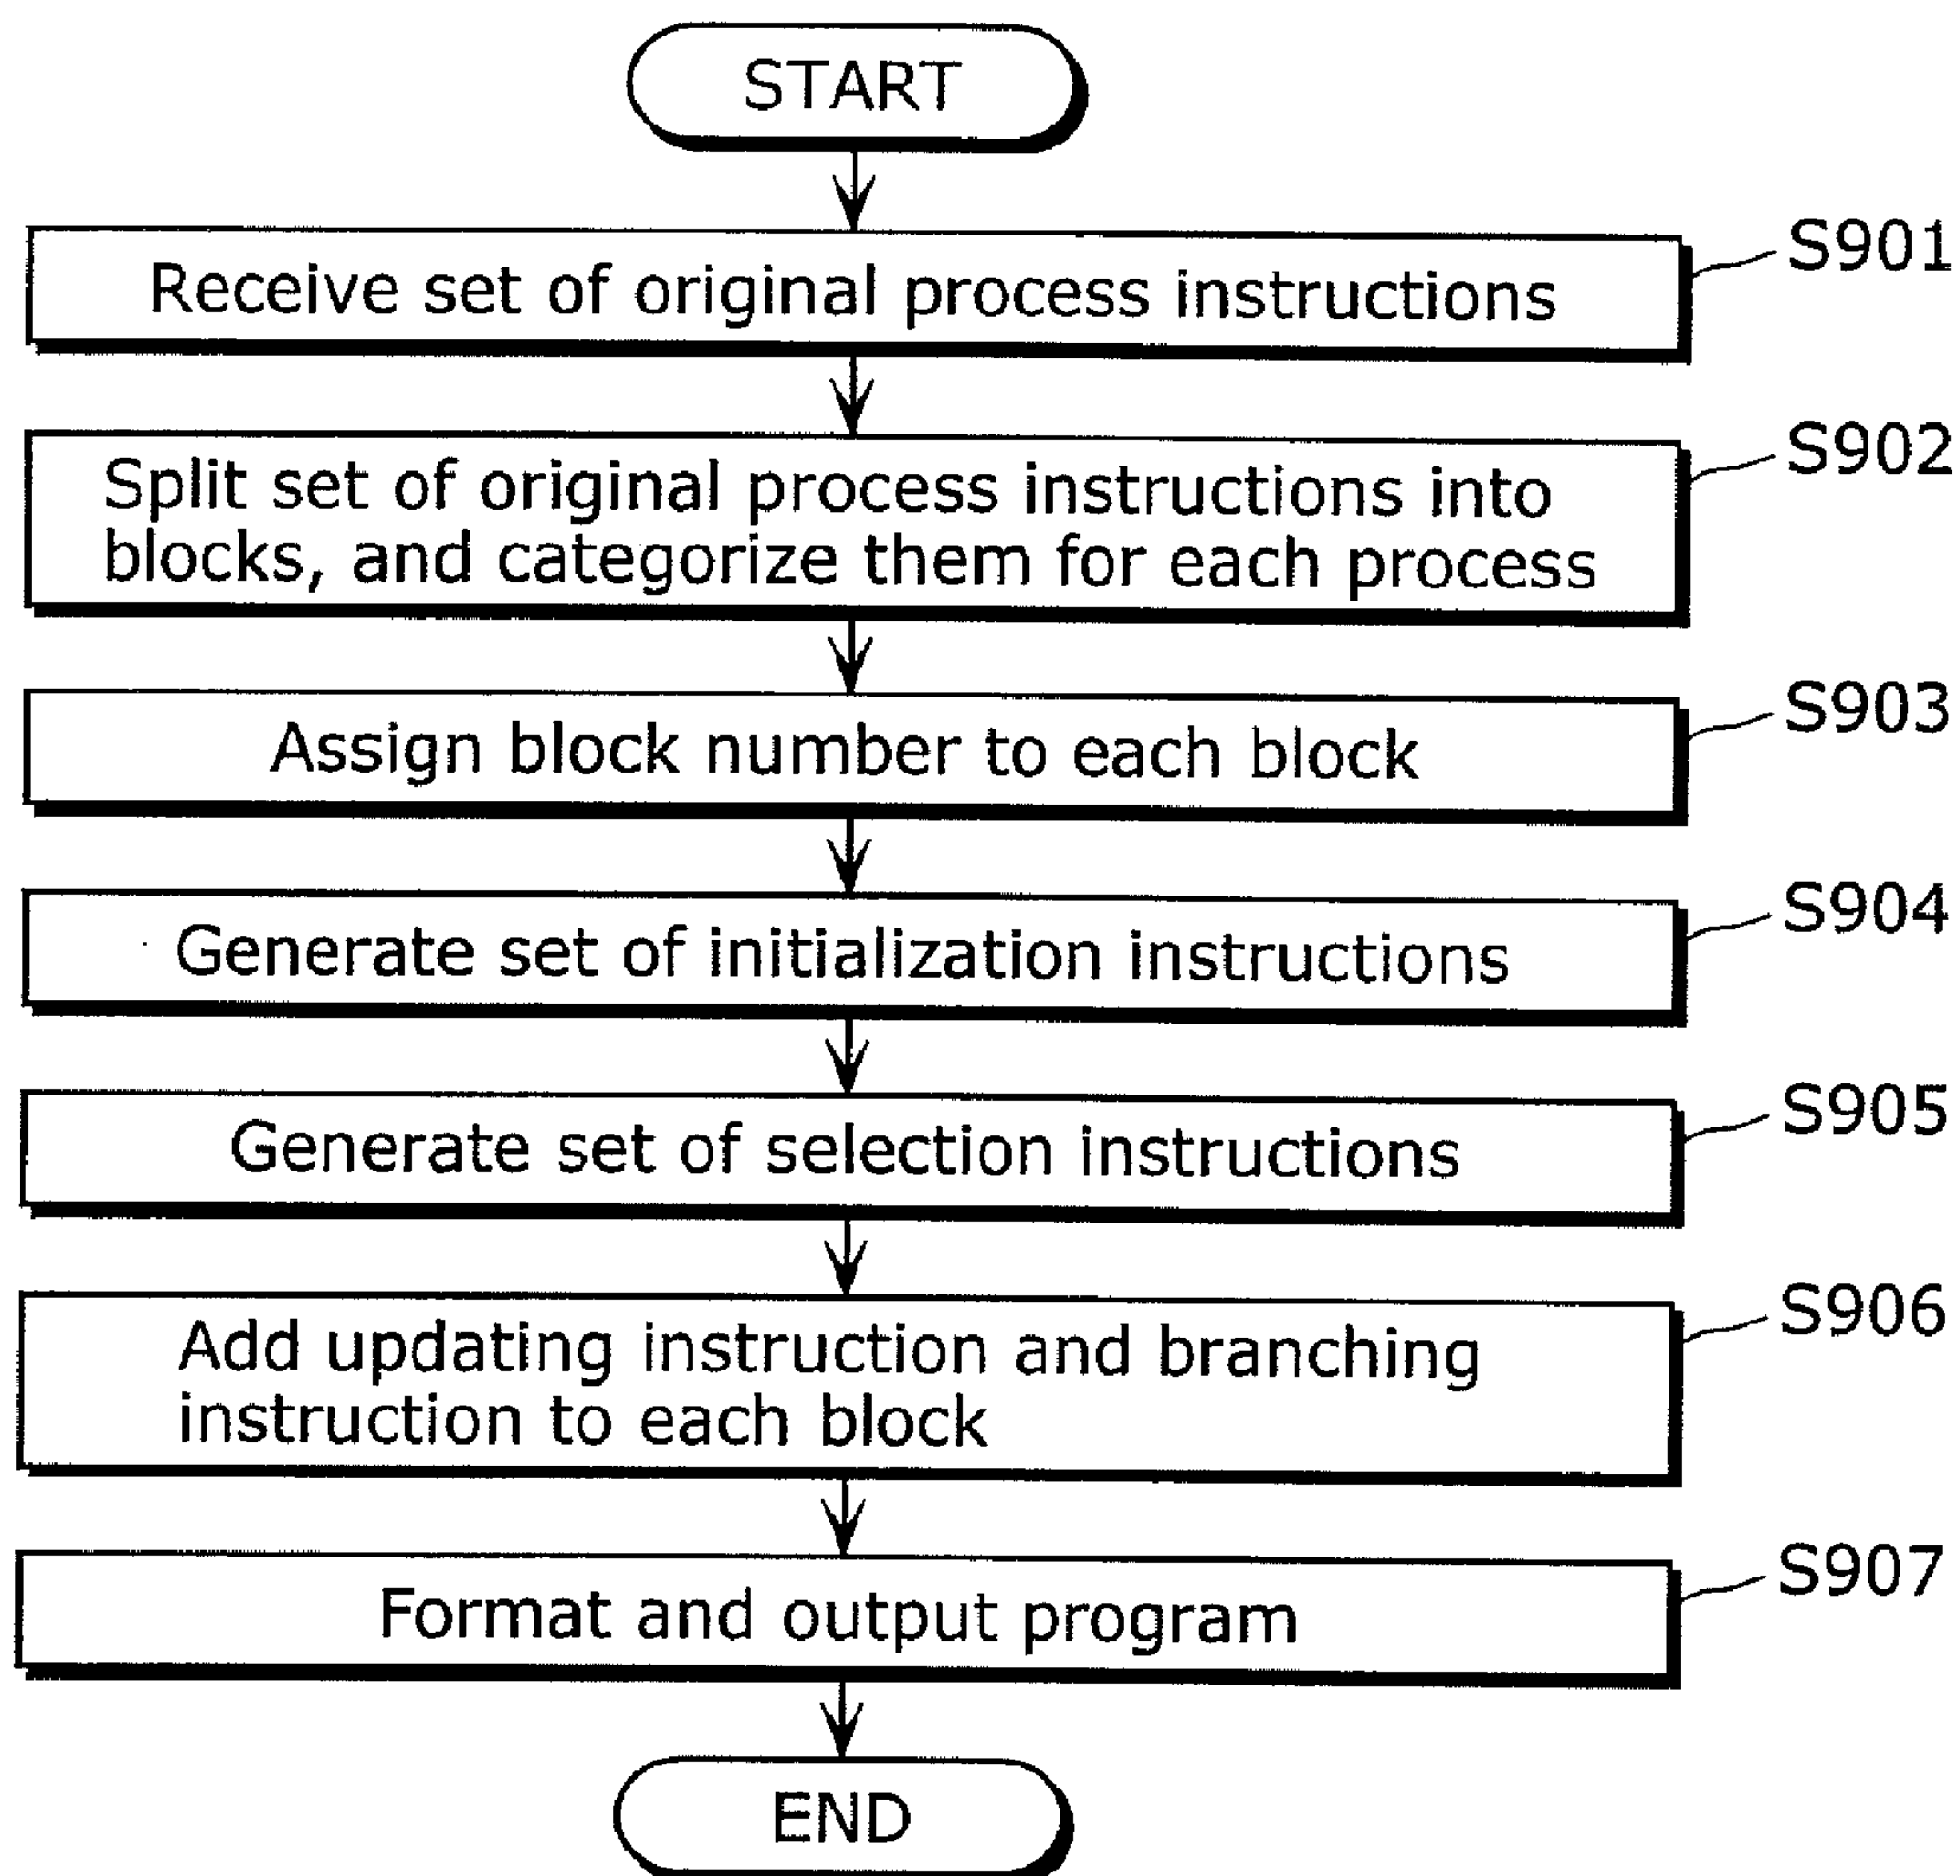 START
Receive set of original process instructions
S901
Split set of original process instructions into
blocks, and categorize them for each process
S902
Assign block number to each block
S903
Generate set of initialization instructions
S904
Generate set of selection instructions
S905
Add updating instruction and branching
instruction to each block
S906
Format and output program
S907
END